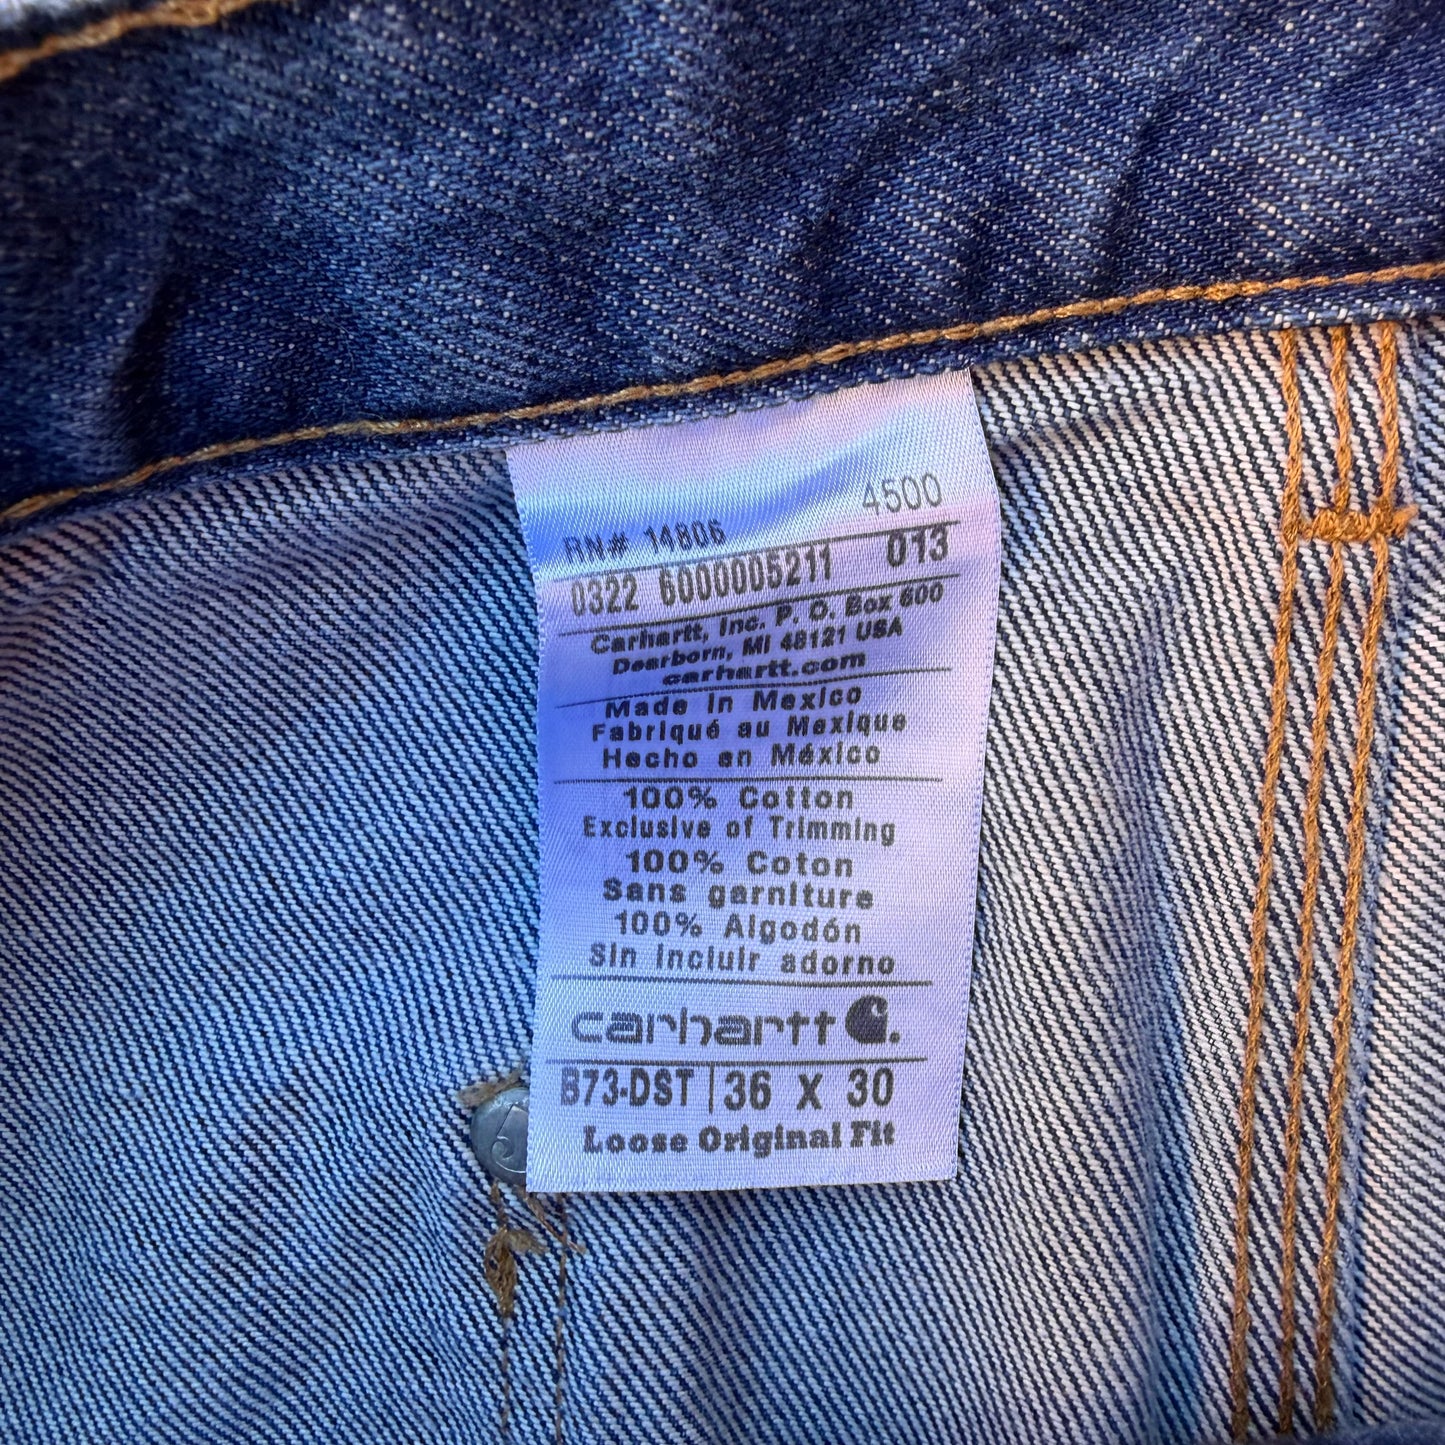 4500
RN# 14806
0322 6000005211 013
Carhartt, Inc. P. O. Box 600
Dearborn, MI 48121 USA
carhartt.com
Made in Mexico
Fabriqué au Mexique
Hecho en México
100% Cotton
Exclusive of Trimming
100% Coton
Sans garniture
100% Algodón
Sin incluir adorno
carhartt
B73-DST | 36 X 30
Loose Original Fit